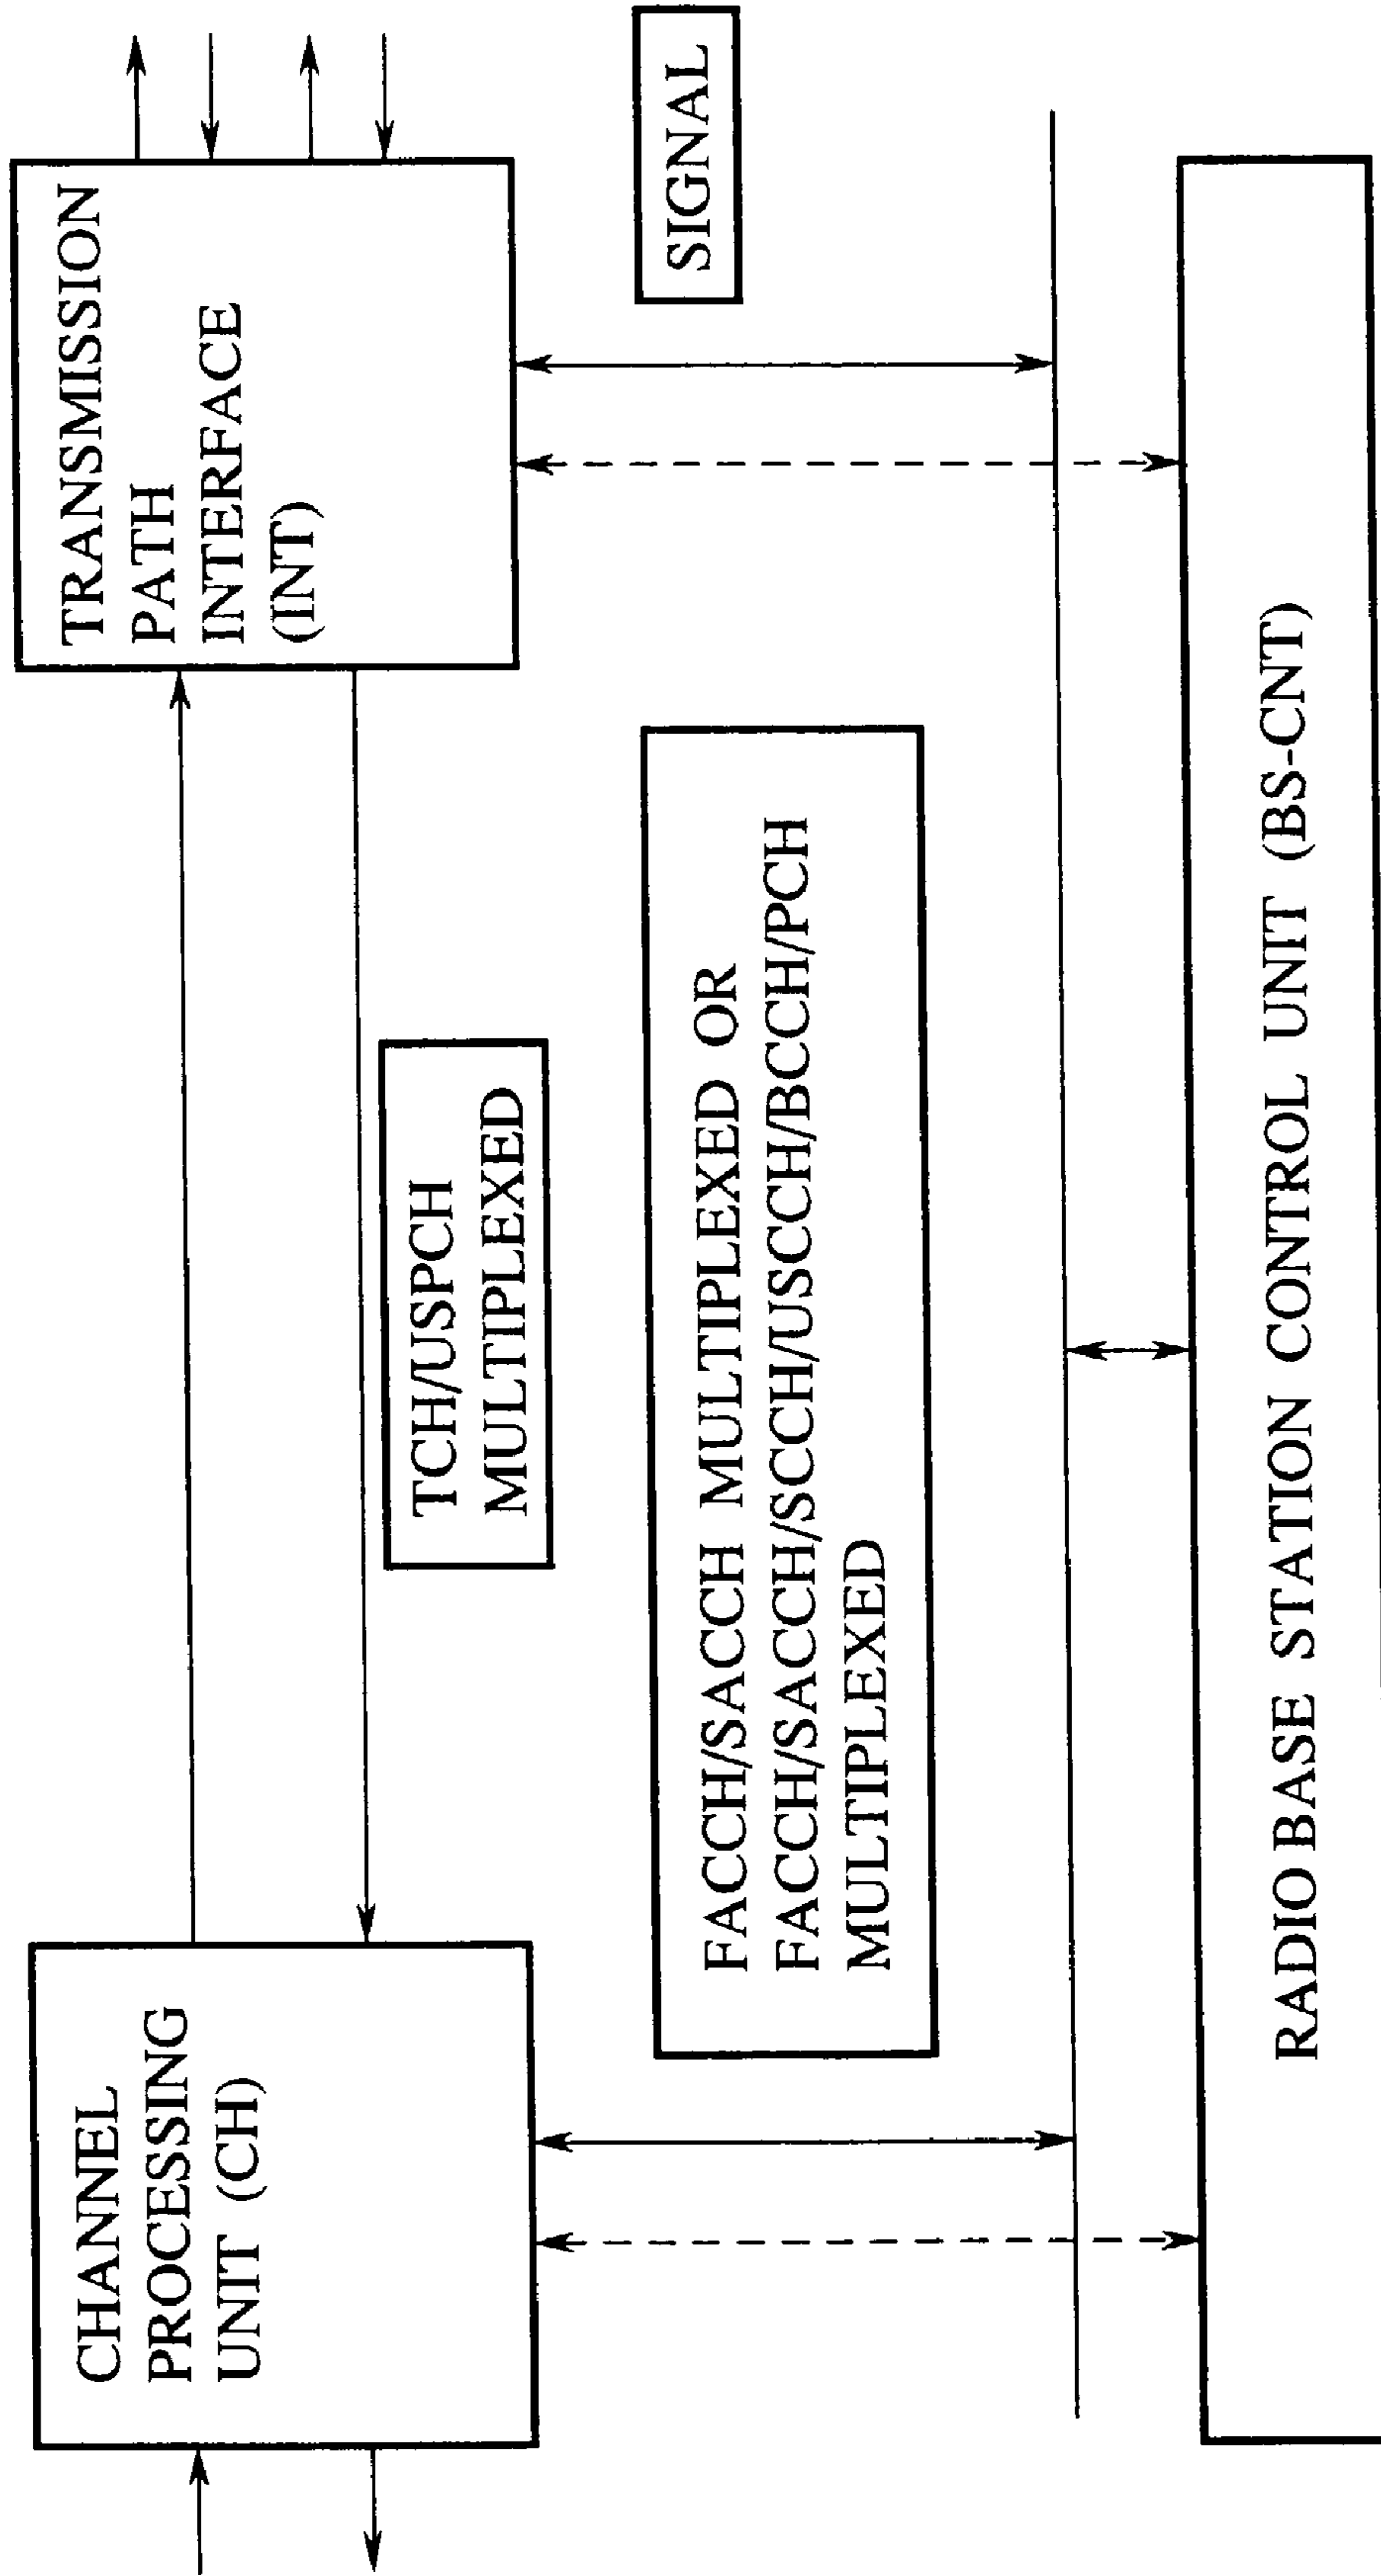 CHANNEL
PROCESSING
UNIT (CH)
TRANSMISSION
PATH
INTERFACE
(INT)
TCH/USPCH
MULTIPLEXED
SIGNAL
FACCH/SACCH MULTIPLEXED OR
FACCH/SACCH/SCCH/USCCH/BCCH/PCH
MULTIPLEXED
RADIO BASE STATION CONTROL UNIT (BS-CNT)